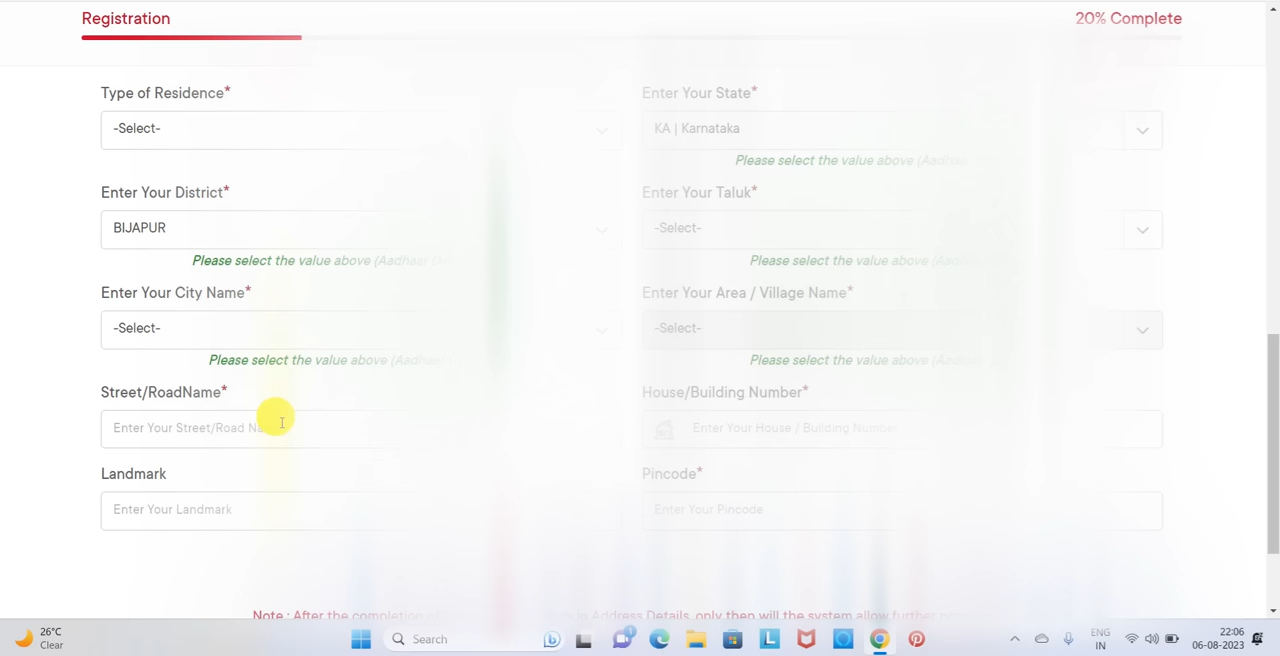 Registration
20% Complete
Type of Residence*
Enter Your State*
-Select-
KA | Karnataka
Please select the value above (Aadhaar
Enter Your District*
Enter Your Taluk*
BIJAPUR
-Select-
Please select the value above (Aadhaar
Please select the value above
Enter Your City Name*
Enter Your Area / Village Name*
-Select-
-Select-
Please select the value above (Aadhaar
Please select the value above
Street/RoadName*
House/Building Number*
Enter Your Street/Road
Enter Your House / Building Number
Landmark
Pincode*
Enter Your Landmark
Enter Your Pincode
Note : After the completion of in Address Details, only then will the system allow further
26°C
Clear
Search
ENG
IN
22:06
06-08-2023